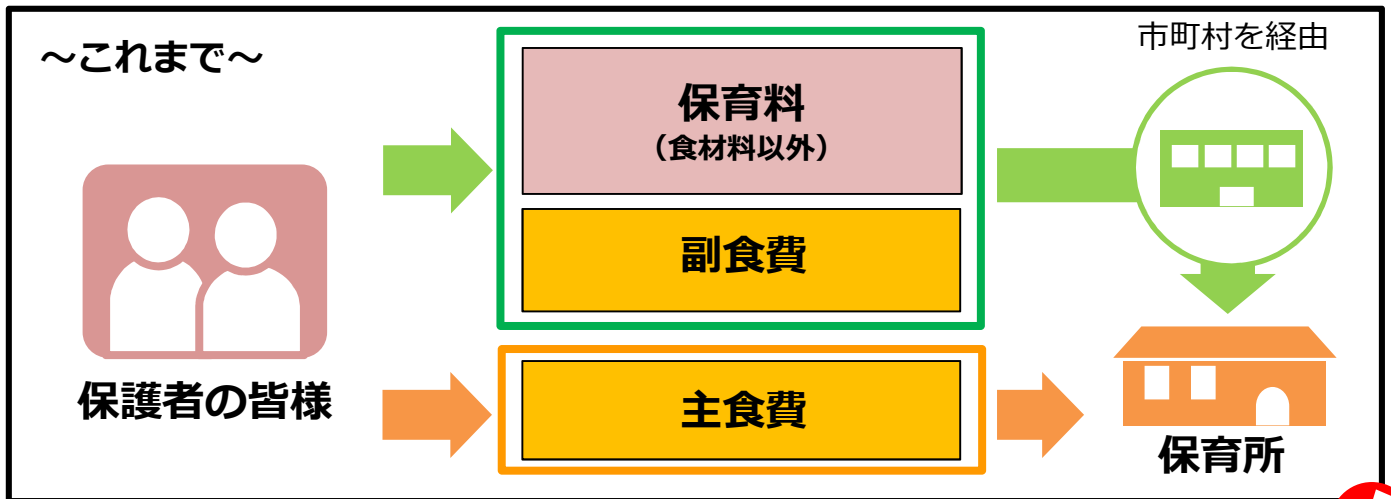 ～これまで～
市町村を経由
保育料
（食材料以外）
副食費
保護者の皆様
主食費
保育所